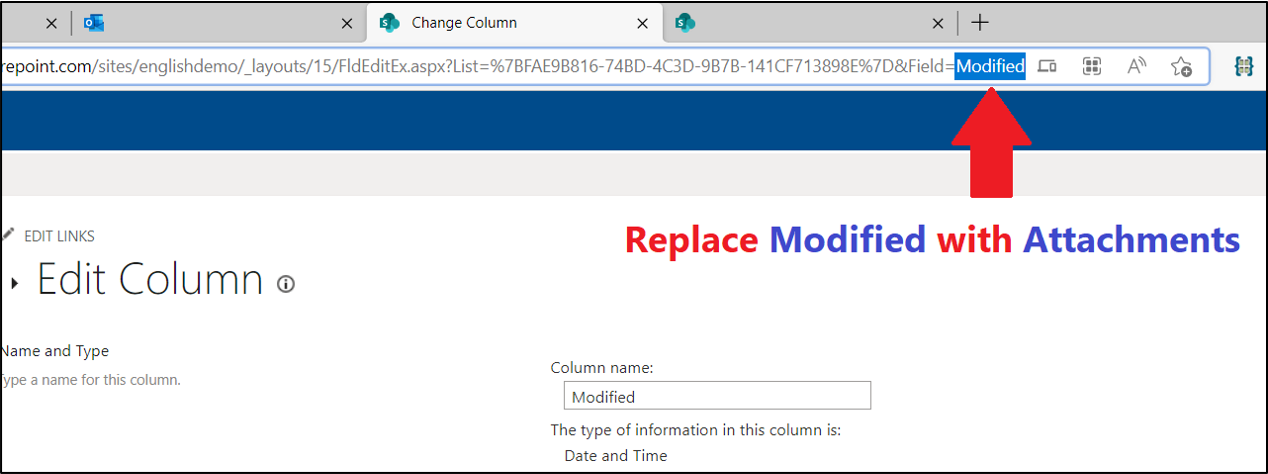 Change Column
repoint.com/sites/englishdemo/_layouts/15/FldEditEx.aspx?List=%7BFAE9B816-74BD-4C3D-9B7B-141CF713898E%7D&Field=Modified
Replace Modified with Attachments
EDIT LINKS
Edit Column
Name and Type
Type a name for this column.
Column name:
Modified
The type of information in this column is:
Date and Time